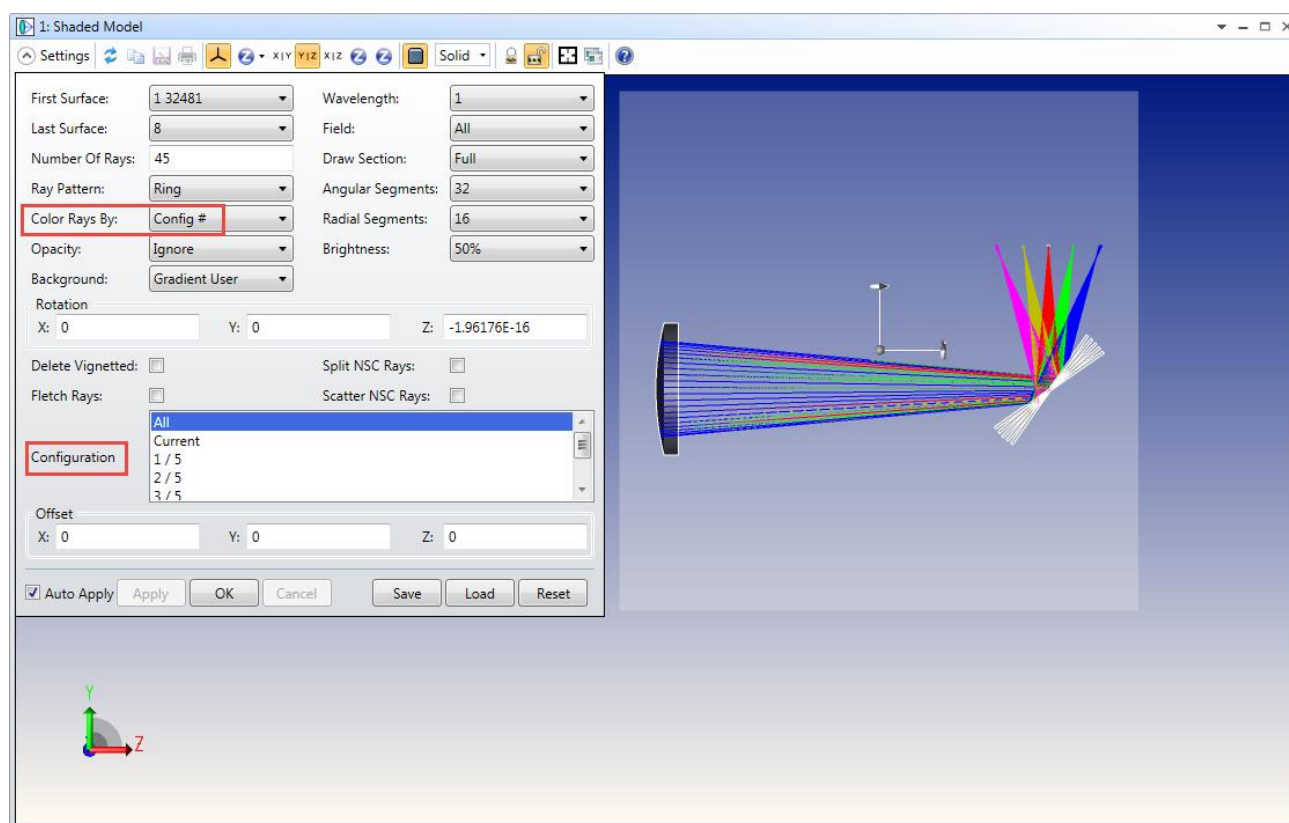 1: Shaded Model
Settings X|Y Y|Z X|Z Solid
First Surface: 1 32481 Wavelength: 1
Last Surface: 8 Field: All
Number Of Rays: 45 Draw Section: Full
Ray Pattern: Ring Angular Segments: 32
Color Rays By: Config # Radial Segments: 16
Opacity: Ignore Brightness: 50%
Background: Gradient User
Rotation
X: 0 Y: 0 Z: -1.96176E-16
Delete Vignetted: Split NSC Rays:
Fletch Rays: Scatter NSC Rays:
All
Current
Configuration 1 / 5
2 / 5
3 / 5
Offset
X: 0 Y: 0 Z: 0
Auto Apply Apply OK Cancel Save Load Reset
Y
Z